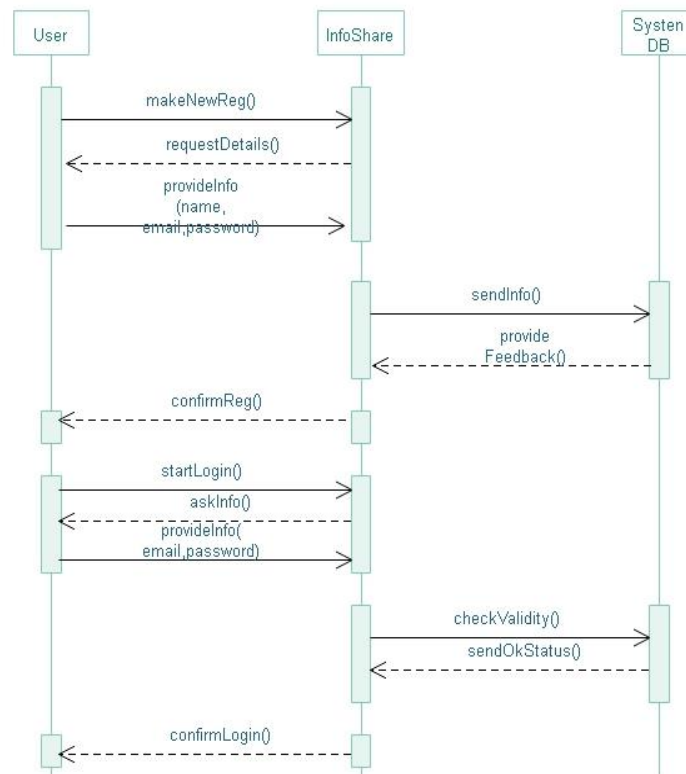 User
InfoShare
Systen
DB
makeNewReg()
requestDetails()
provideInfo
(name,
email,password)
sendInfo()
provide
Feedback()
confirmReg()
startLogin()
askInfo()
provideInfo(
email,password)
checkValidity()
sendOkStatus()
confirmLogin()